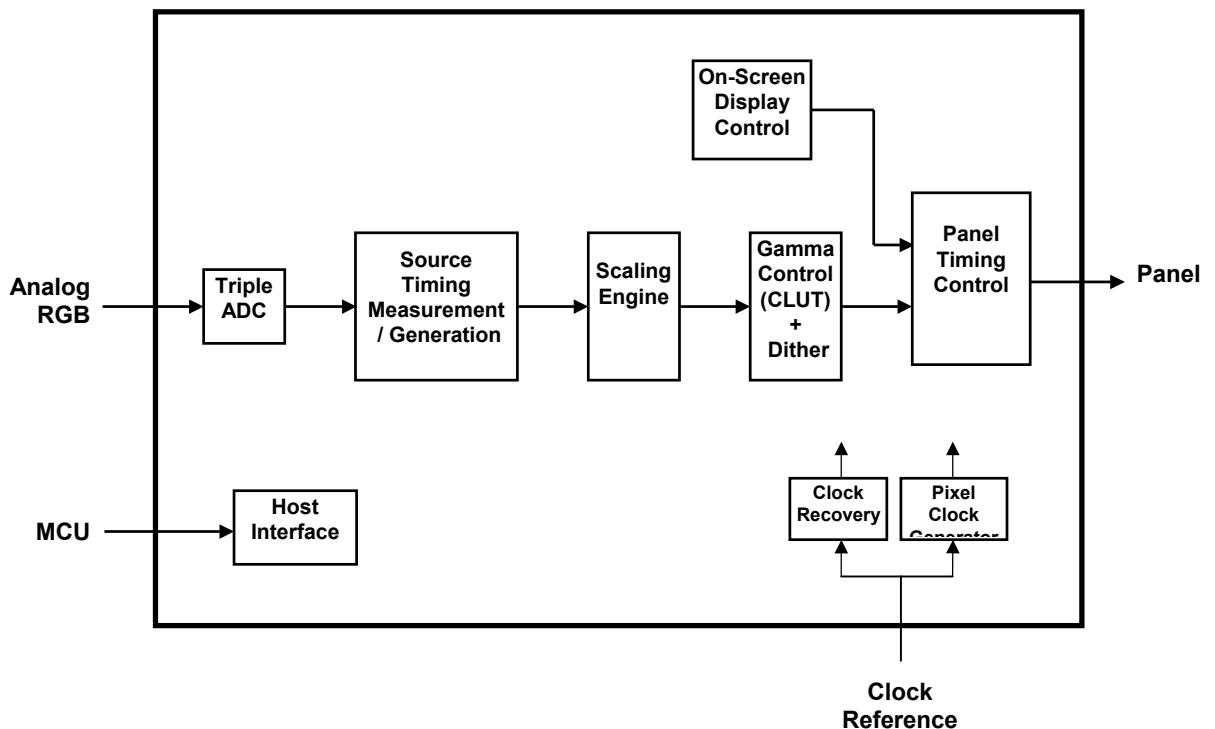 On-Screen
Display
Control
Analog
RGB
Triple
ADC
Source
Timing
Measurement
/ Generation
Scaling
Engine
Gamma
Control
(CLUT)
+
Dither
Panel
Timing
Control
Panel
MCU
Host
Interface
Clock
Recovery
Pixel
Clock
Generator
Clock
Reference